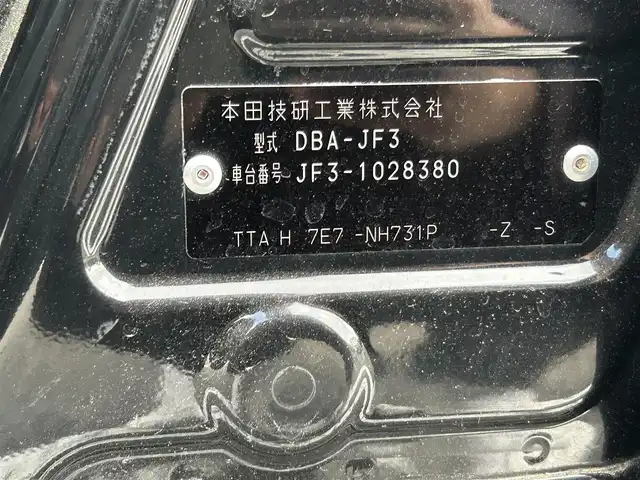 本田技研工業株式会社
型式 DBA-JF3
車台番号 JF3-1028380
TTA H 7E7 -NH731P -Z -S